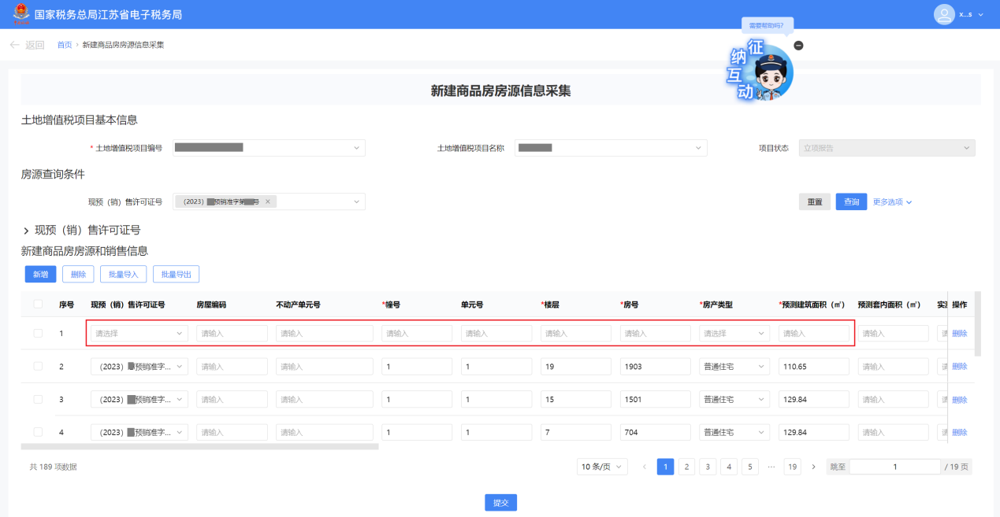 国家税务总局江苏省电子税务局
x...s
需要帮助吗?
征纳互动
返回 首页 › 新建商品房房源信息采集
新建商品房房源信息采集
土地增值税项目基本信息
* 土地增值税项目编号 土地增值税项目名称 项目状态 立项报告
房源查询条件
现预（销）售许可证号 （2023） 预销准字第 号 × 重置 查询 更多选项
现预（销）售许可证号
新建商品房房源和销售信息
新增 删除 批量导入 批量导出
序号 现预（销）售许可证号 房屋编码 不动产单元号 *幢号 单元号 *楼层 *房号 *房产类型 *预测建筑面积（㎡） 预测套内面积（㎡） 操作
1 请选择 请输入 请输入 请输入 请输入 请输入 请输入 请选择 请输入 请输入 删除
2 （2023） 预销准字... 请输入 请输入 1 1 19 1903 普通住宅 110.65 请输入 删除
3 （2023） 预销准字... 请输入 请输入 1 1 15 1501 普通住宅 129.84 请输入 删除
4 （2023） 预销准字... 请输入 请输入 1 1 7 704 普通住宅 129.84 请输入 删除
共 189 项数据 10 条/页 ‹ 1 2 3 4 5 ··· 19 › 跳至 1 / 19 页
提交